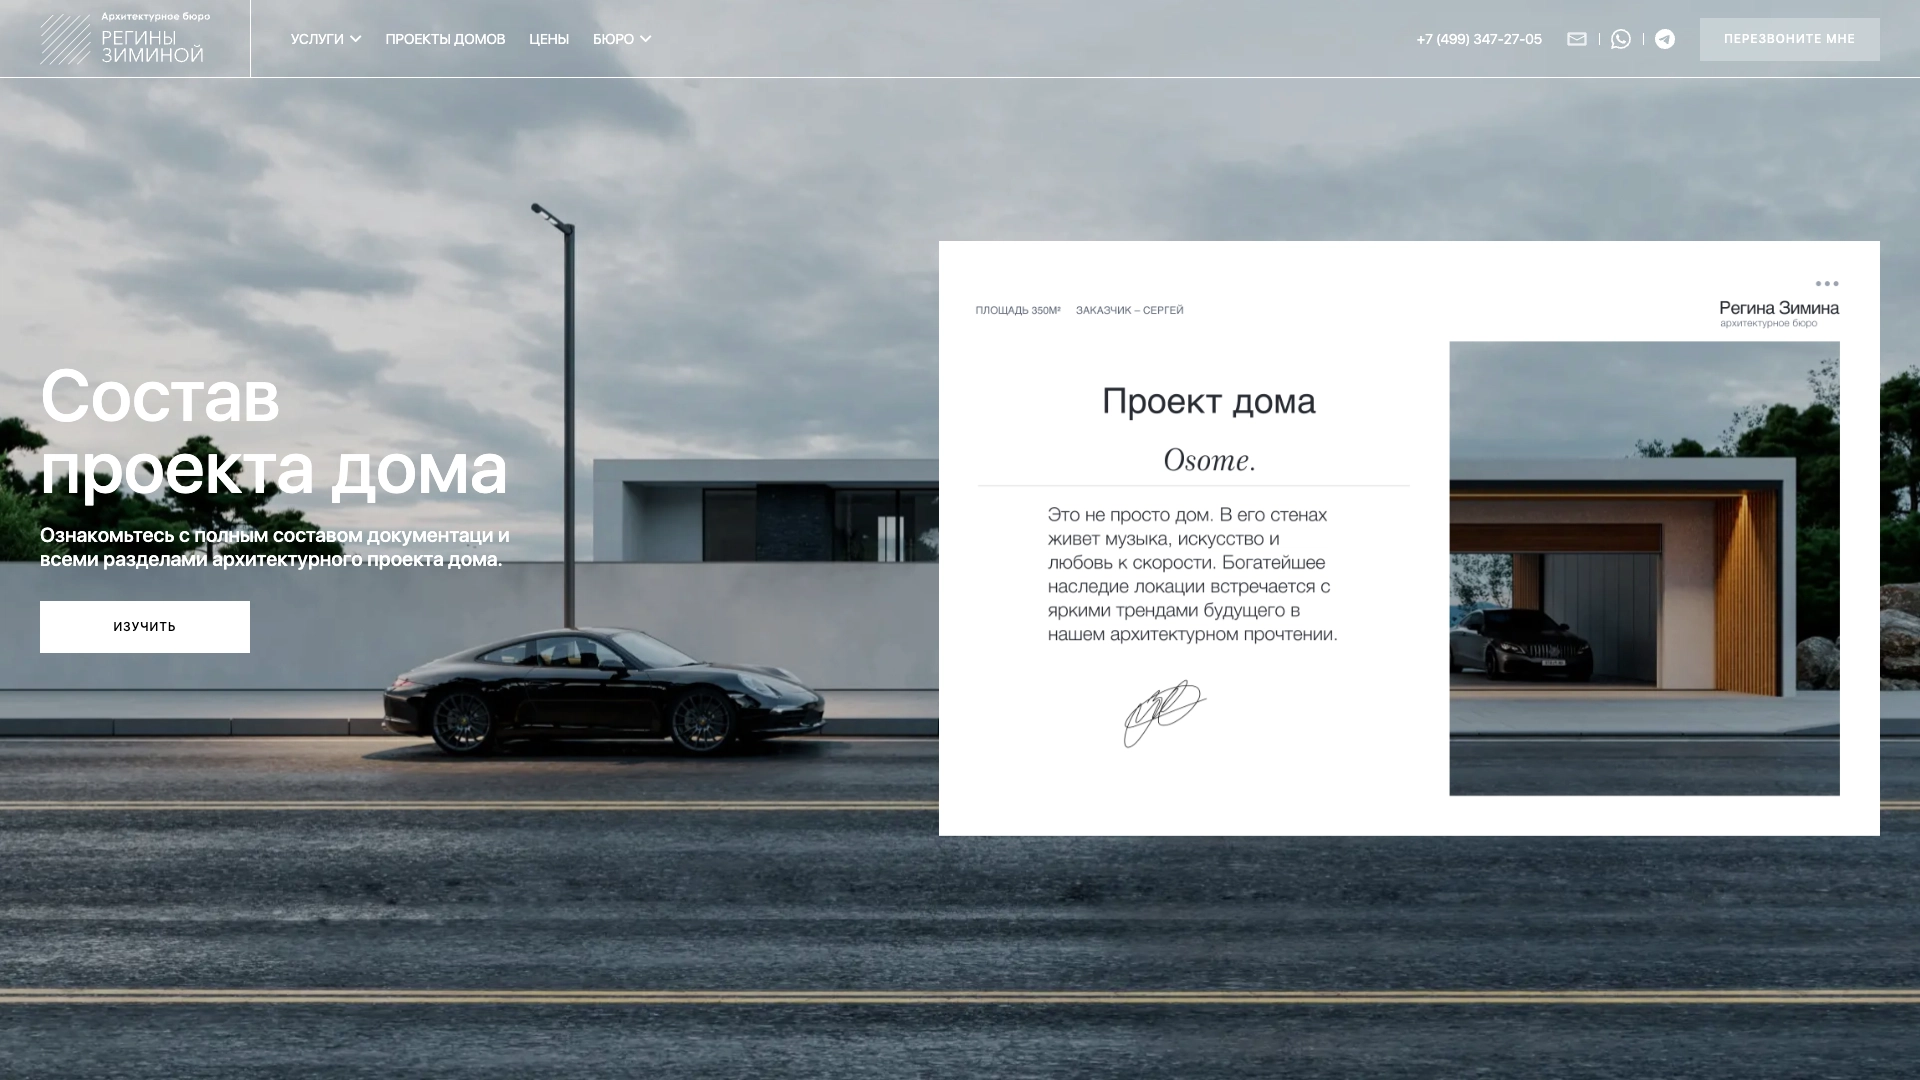 Архитектурное бюро
РЕГИНЫ
ЗИМИНОЙ
УСЛУГИ
ПРОЕКТЫ ДОМОВ
ЦЕНЫ
БЮРО
+7 (499) 347-27-05
ПЕРЕЗВОНИТЕ МНЕ
Состав
проекта дома
Ознакомьтесь с полным составом документаци и
всеми разделами архитектурного проекта дома.
ИЗУЧИТЬ
ПЛОЩАДЬ 350М² ЗАКАЗЧИК – СЕРГЕЙ
Регина Зимина
архитектурное бюро
Проект дома
Osome.
Это не просто дом. В его стенах
живет музыка, искусство и
любовь к скорости. Богатейшее
наследие локации встречается с
яркими трендами будущего в
нашем архитектурном прочтении.